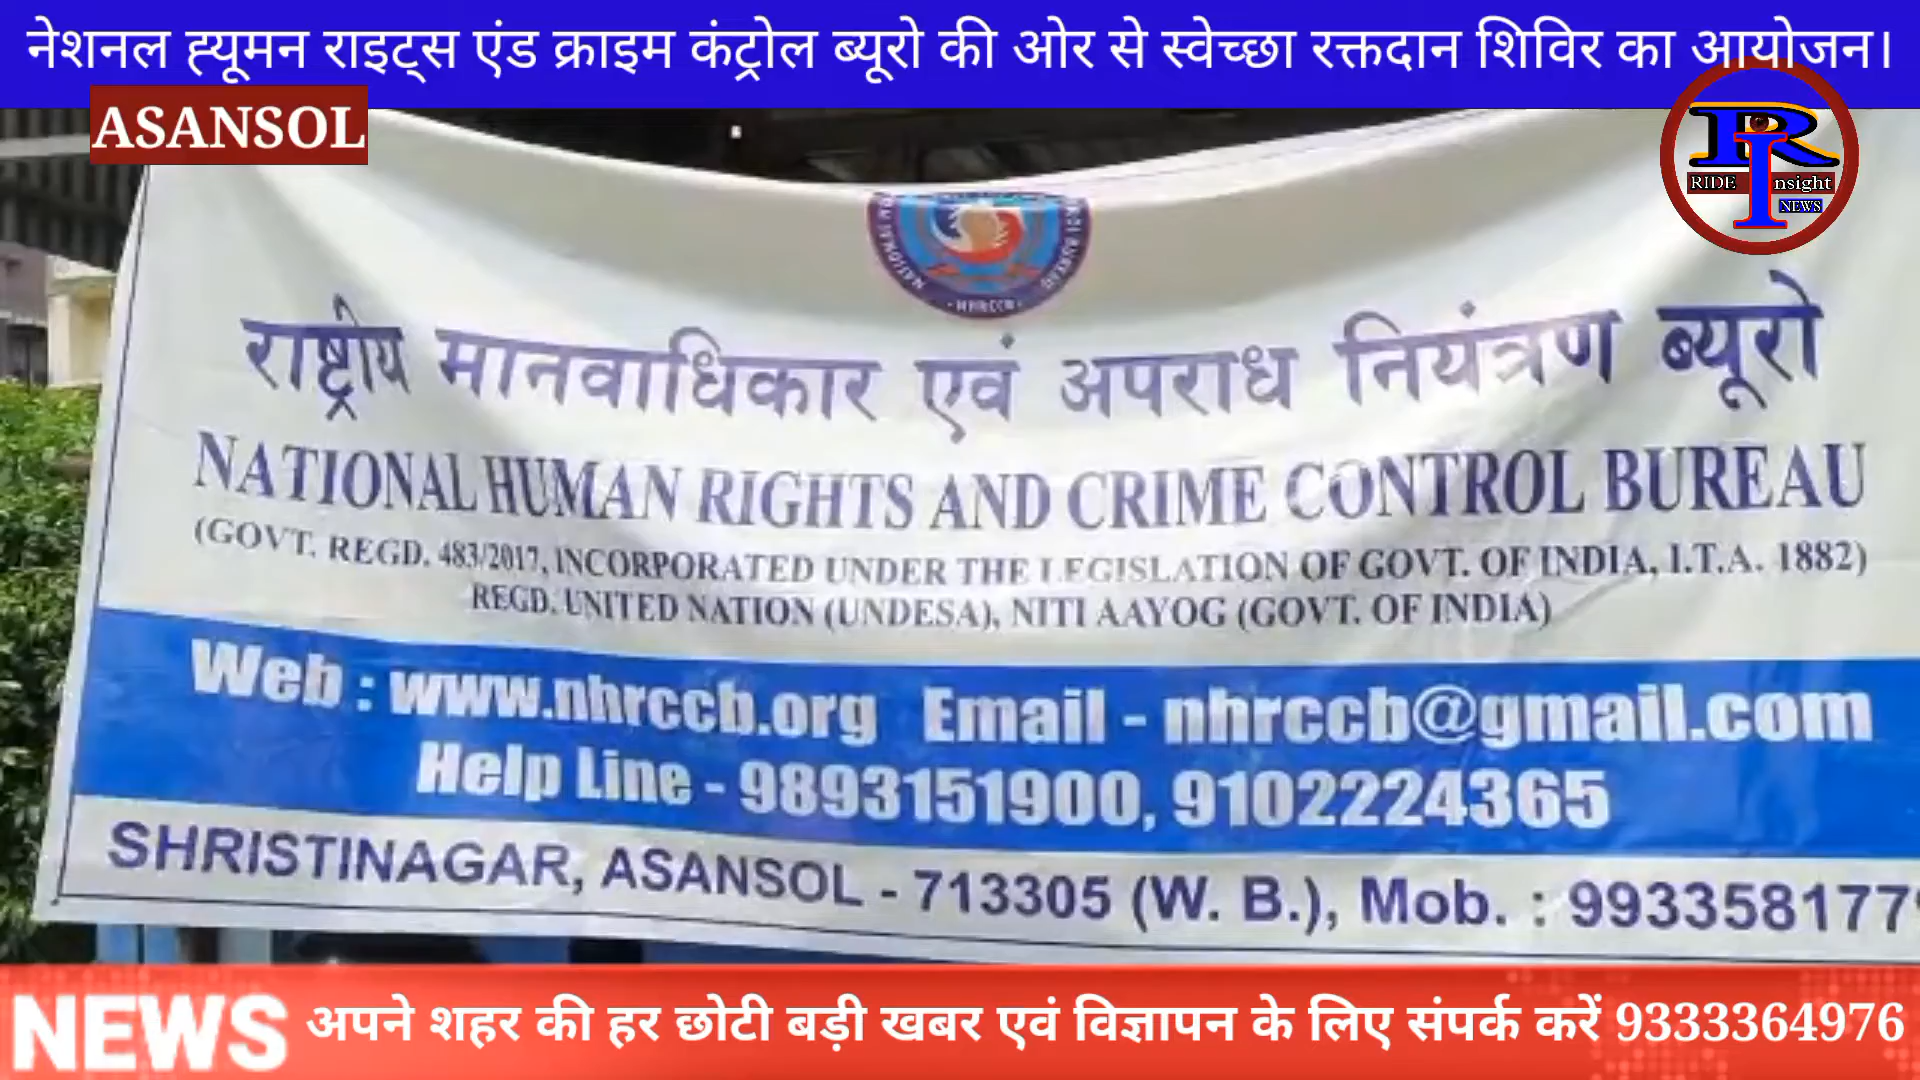 नेशनल ह्यूमन राइट्स एंड क्राइम कंट्रोल ब्यूरो की ओर से स्वेच्छा रक्तदान शिविर का आयोजन।
ASANSOL
RIDE Insight
NEWS
NHRCCB
राष्ट्रीय मानवाधिकार एवं अपराध नियंत्रण ब्यूरो
NATIONAL HUMAN RIGHTS AND CRIME CONTROL BUREAU
(GOVT. REGD. 483/2017, INCORPORATED UNDER THE LEGISLATION OF GOVT. OF INDIA, I.T.A. 1882)
REGD. UNITED NATION (UNDESA), NITI AAYOG (GOVT. OF INDIA)
Web : www.nhrccb.org Email - nhrccb@gmail.com
Help Line - 9893151900, 9102224365
SHRISTINAGAR, ASANSOL - 713305 (W. B.), Mob. : 993358177
NEWS अपने शहर की हर छोटी बड़ी खबर एवं विज्ञापन के लिए संपर्क करें 9333364976